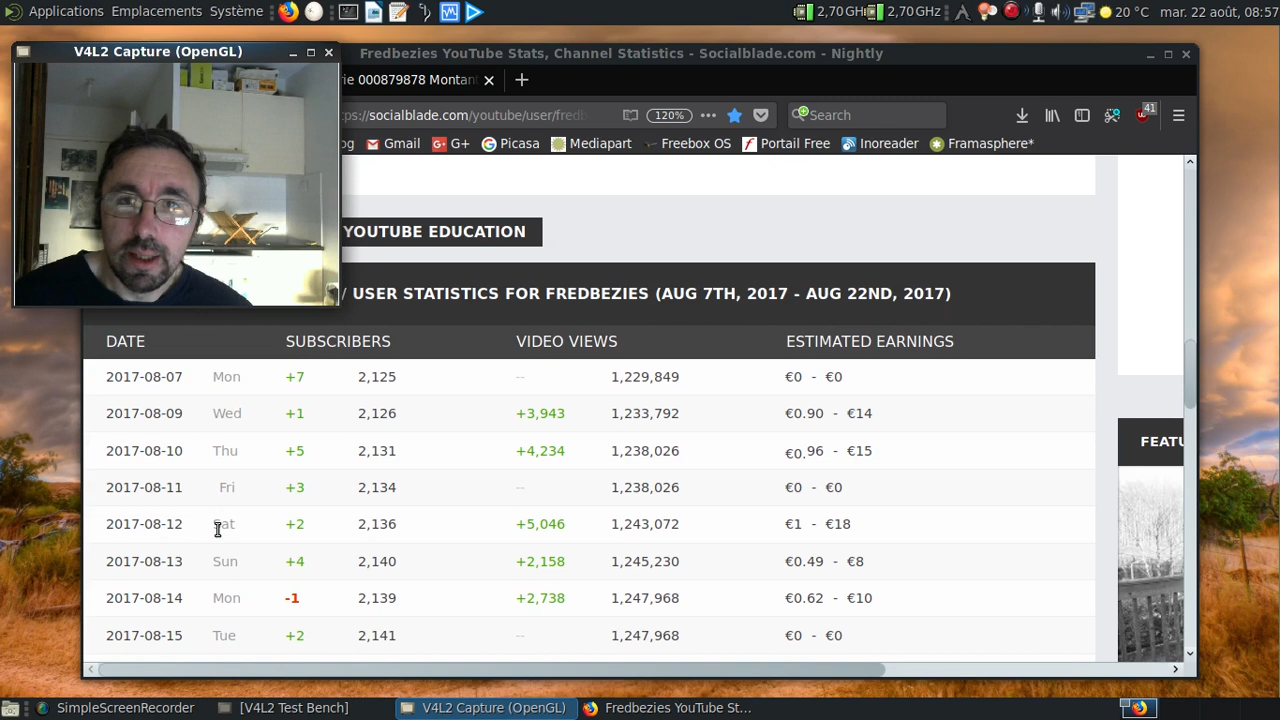 Applications Emplacements Système 2,70 GHz 2,70 GHz 20 °C mar. 22 août, 08:57
V4L2 Capture (OpenGL)
Fredbezies YouTube Stats, Channel Statistics - Socialblade.com - Nightly
000879878 Montant
socialblade.com/youtube/user/fredb 120% Search 41
Gmail G+ Picasa Mediapart Freebox OS Portail Free Inoreader Framasphere*
YOUTUBE EDUCATION
/ USER STATISTICS FOR FREDBEZIES (AUG 7TH, 2017 - AUG 22ND, 2017)
DATE SUBSCRIBERS VIDEO VIEWS ESTIMATED EARNINGS
2017-08-07 Mon +7 2,125 -- 1,229,849 €0 - €0
2017-08-09 Wed +1 2,126 +3,943 1,233,792 €0.90 - €14
2017-08-10 Thu +5 2,131 +4,234 1,238,026 €0.96 - €15
2017-08-11 Fri +3 2,134 -- 1,238,026 €0 - €0
2017-08-12 Sat +2 2,136 +5,046 1,243,072 €1 - €18
2017-08-13 Sun +4 2,140 +2,158 1,245,230 €0.49 - €8
2017-08-14 Mon -1 2,139 +2,738 1,247,968 €0.62 - €10
2017-08-15 Tue +2 2,141 -- 1,247,968 €0 - €0
FEATU
SimpleScreenRecorder [V4L2 Test Bench] V4L2 Capture (OpenGL) Fredbezies YouTube St...